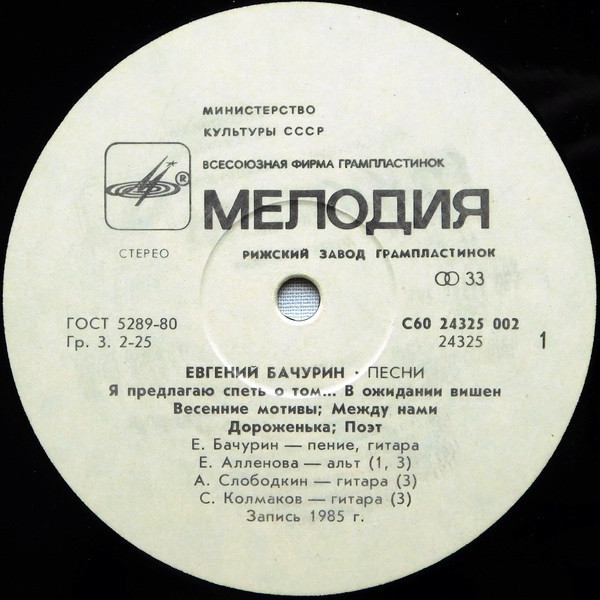 МИНИСТЕРСТВО
КУЛЬТУРЫ СССР
ВСЕСОЮЗНАЯ ФИРМА ГРАМПЛАСТИНОК
®
МЕЛОДИЯ
СТЕРЕО
РИЖСКИЙ ЗАВОД ГРАМПЛАСТИНОК
33
ГОСТ 5289-80
С60 24325 002
Гр. 3. 2-25
24325
1
ЕВГЕНИЙ БАЧУРИН · ПЕСНИ
Я предлагаю спеть о том... В ожидании вишен
Весенние мотивы; Между нами
Дороженька; Поэт
Е. Бачурин — пение, гитара
Е. Алленова — альт (1, 3)
А. Слободкин — гитара (3)
С. Колмаков — гитара (3)
Запись 1985 г.